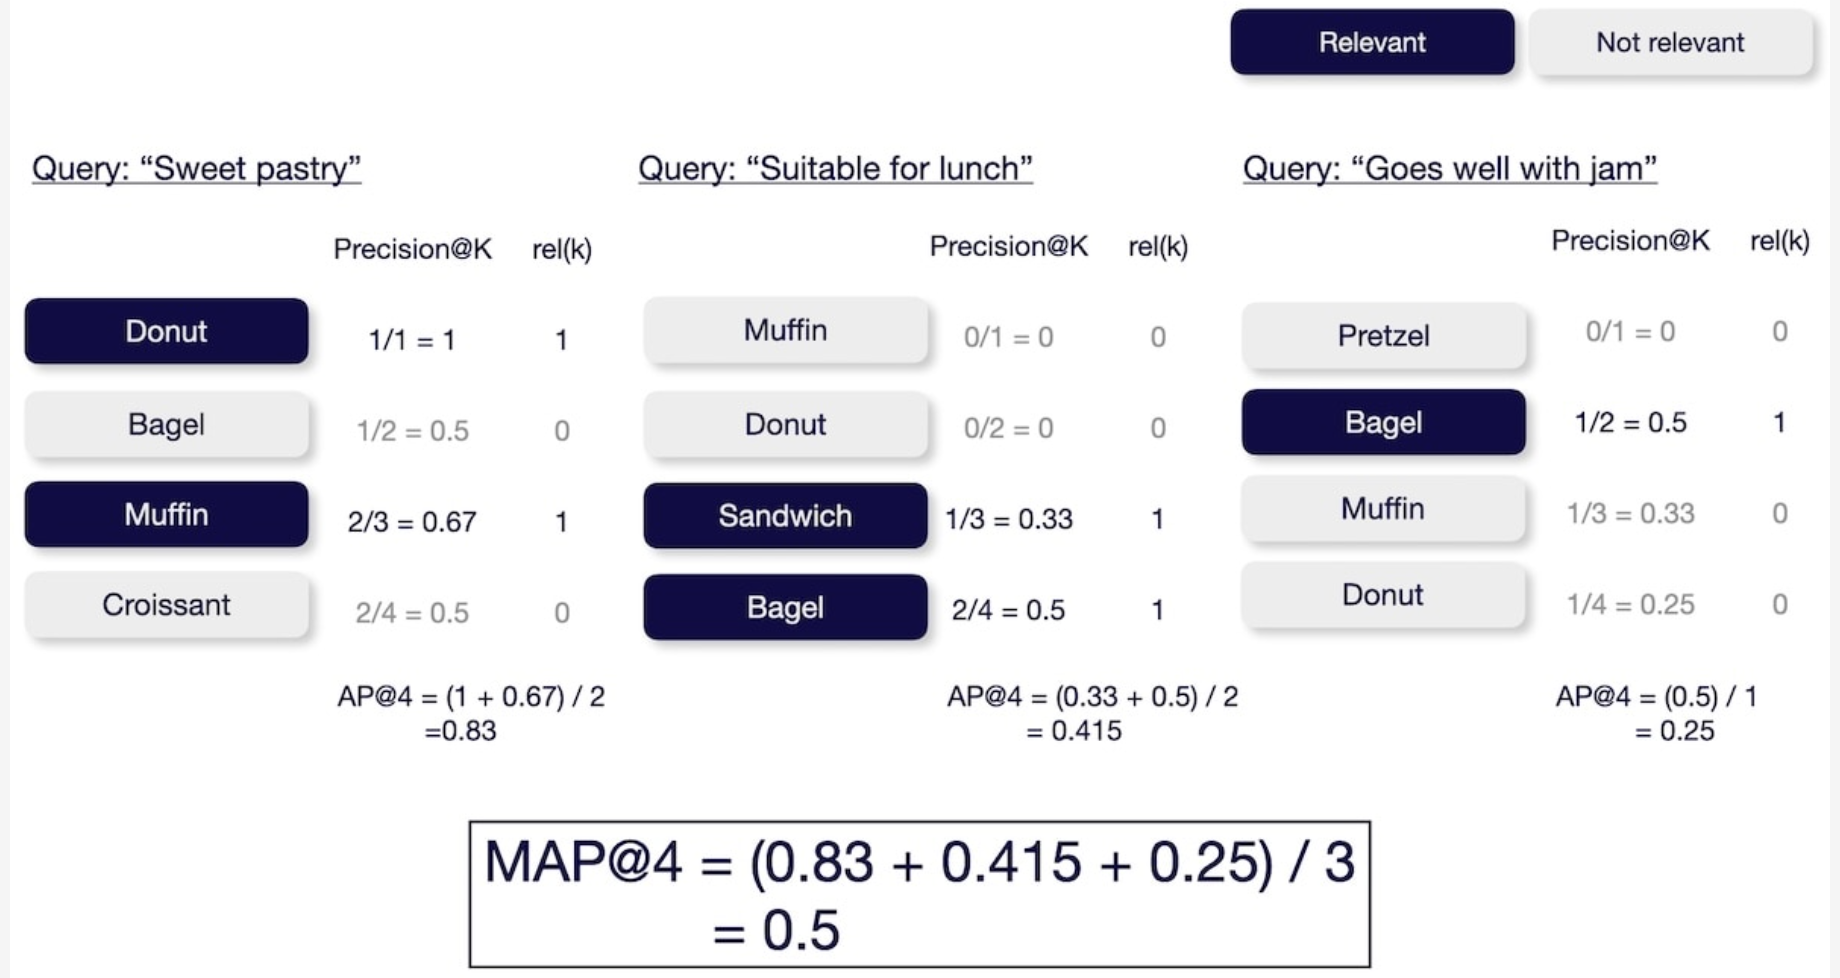 Relevant
Not relevant
Query: “Sweet pastry”
Precision@K rel(k)
Donut 1/1 = 1 1
Bagel 1/2 = 0.5 0
Muffin 2/3 = 0.67 1
Croissant 2/4 = 0.5 0
AP@4 = (1 + 0.67) / 2
=0.83
Query: “Suitable for lunch”
Precision@K rel(k)
Muffin 0/1 = 0 0
Donut 0/2 = 0 0
Sandwich 1/3 = 0.33 1
Bagel 2/4 = 0.5 1
AP@4 = (0.33 + 0.5) / 2
= 0.415
Query: “Goes well with jam”
Precision@K rel(k)
Pretzel 0/1 = 0 0
Bagel 1/2 = 0.5 1
Muffin 1/3 = 0.33 0
Donut 1/4 = 0.25 0
AP@4 = (0.5) / 1
= 0.25
MAP@4 = (0.83 + 0.415 + 0.25) / 3
= 0.5